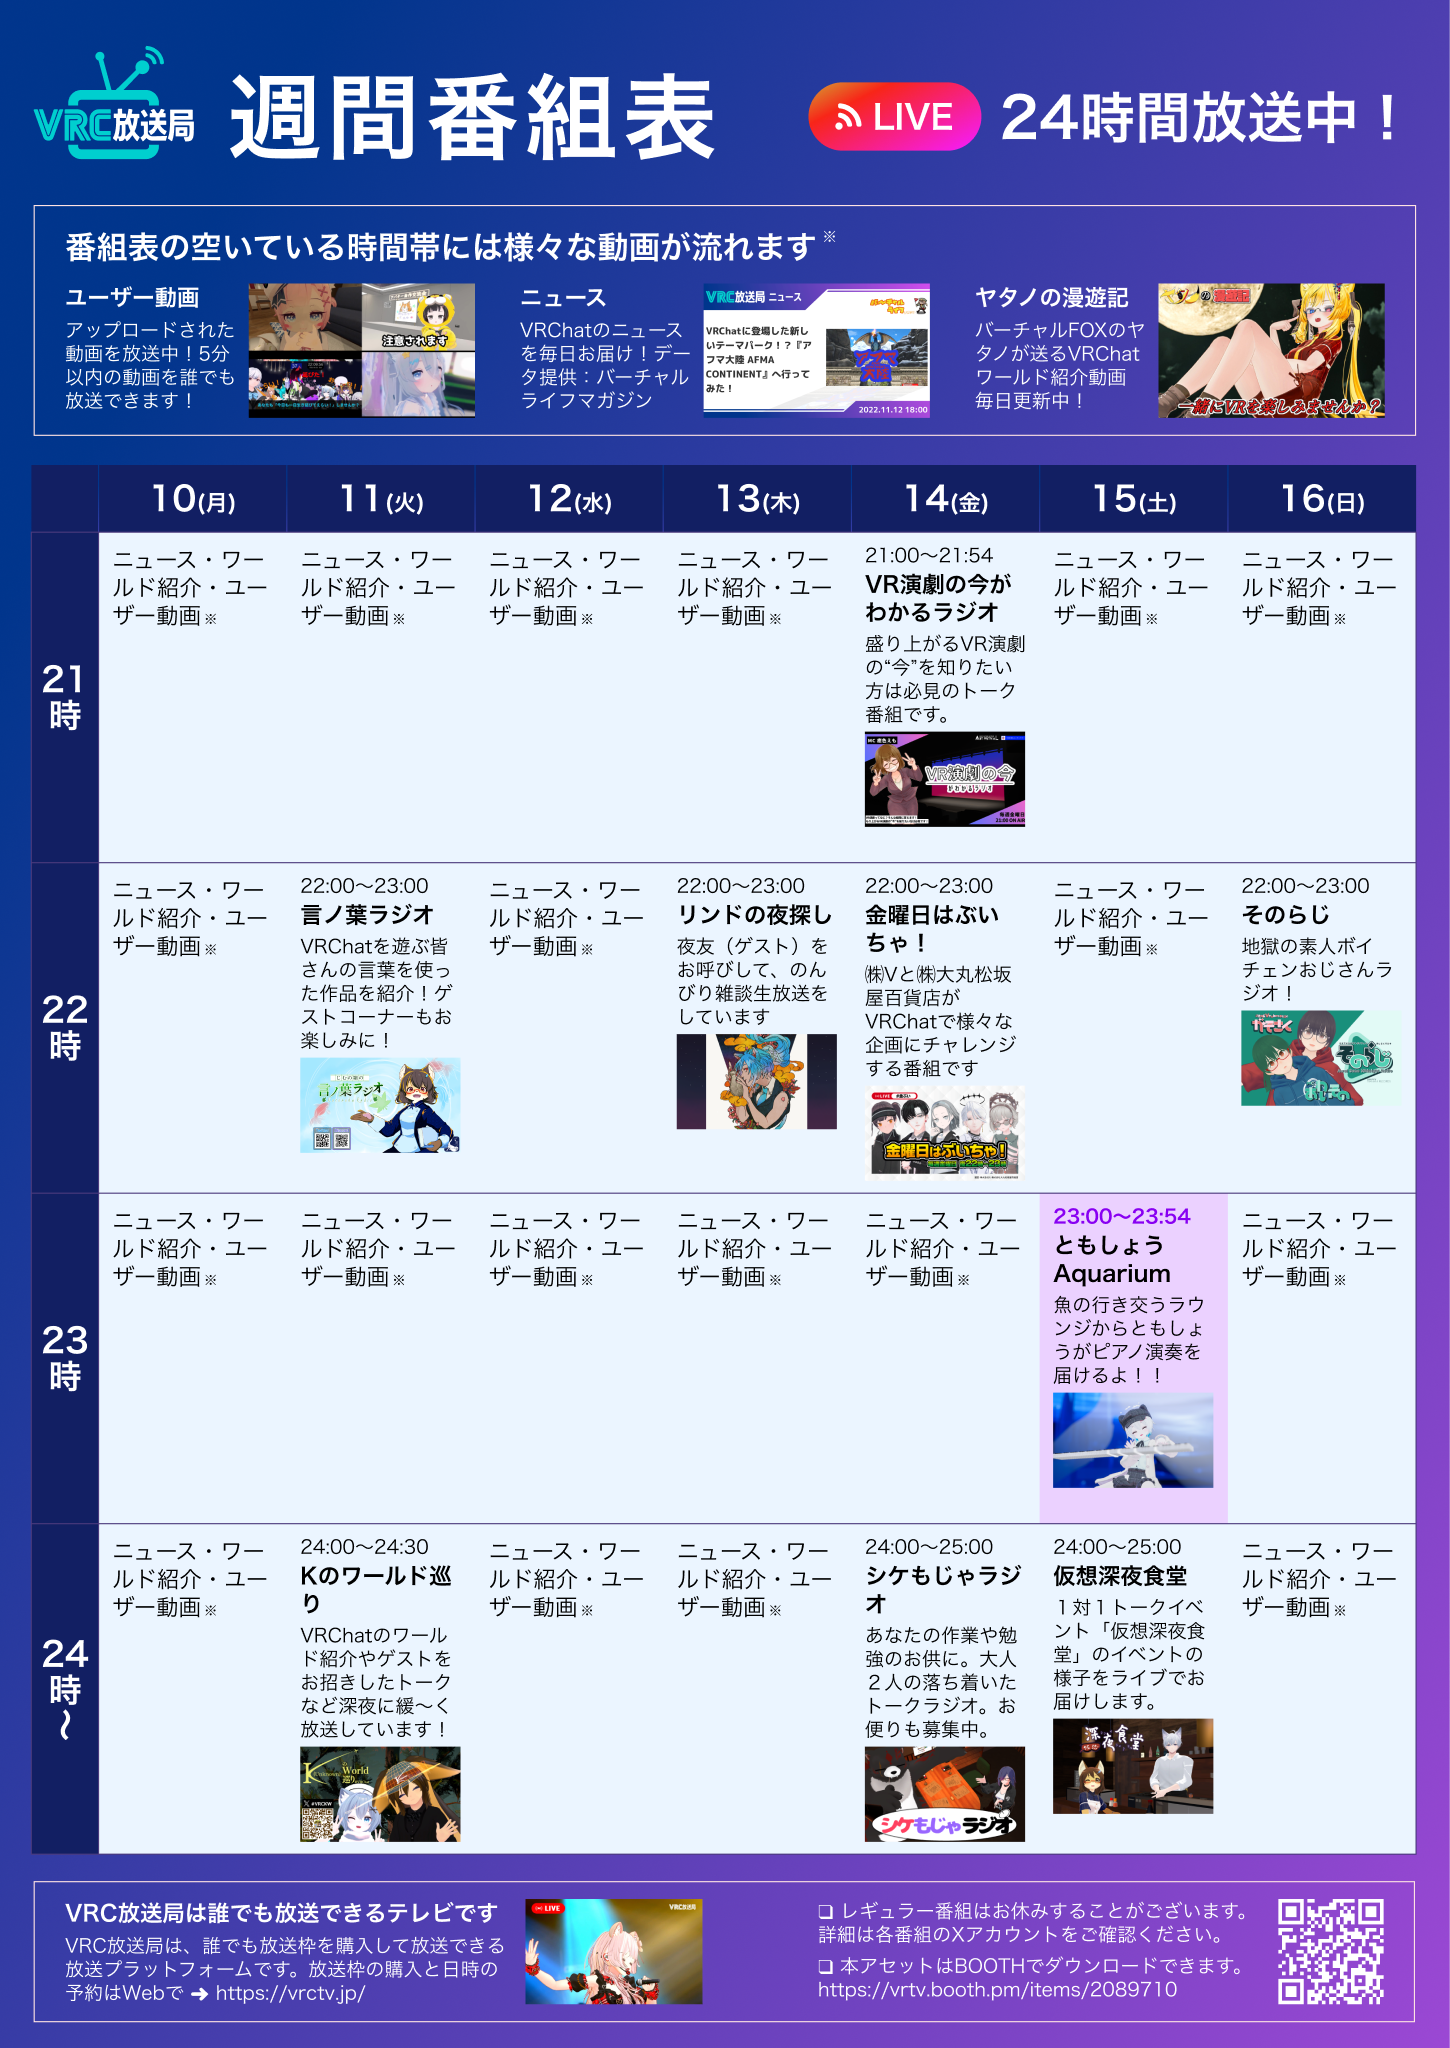 VRC放送局
週間番組表
LIVE
24時間放送中！
番組表の空いている時間帯には様々な動画が流れます※
ユーザー動画
アップロードされた
動画を放送中！5分
以内の動画を誰でも
放送できます！
注意されます
ニュース
VRChatのニュース
を毎日お届け！デー
タ提供：バーチャル
ライフマガジン
VRC放送局 ニュース
VRChatに登場した新し
いテーマパーク！？『ア
フマ大陸 AFMA
CONTINENT』へ行って
みた！
2022.11.12 18:00
ヤタノの漫遊記
バーチャルFOXのヤ
タノが送るVRChat
ワールド紹介動画
毎日更新中！
一緒にVRを楽しみませんか？
10(月)
11(火)
12(水)
13(木)
14(金)
15(土)
16(日)
21
時
ニュース・ワー
ルド紹介・ユー
ザー動画※
ニュース・ワー
ルド紹介・ユー
ザー動画※
ニュース・ワー
ルド紹介・ユー
ザー動画※
ニュース・ワー
ルド紹介・ユー
ザー動画※
21:00〜21:54
VR演劇の今が
わかるラジオ
盛り上がるVR演劇
の“今”を知りたい
方は必見のトーク
番組です。
VR演劇の今
がわかるラジオ
毎週金曜日
21:00 ON AIR
ニュース・ワー
ルド紹介・ユー
ザー動画※
ニュース・ワー
ルド紹介・ユー
ザー動画※
22
時
ニュース・ワー
ルド紹介・ユー
ザー動画※
22:00〜23:00
言ノ葉ラジオ
VRChatを遊ぶ皆
さんの言葉を使っ
た作品を紹介！ゲ
ストコーナーもお
楽しみに！
言ノ葉ラジオ
ニュース・ワー
ルド紹介・ユー
ザー動画※
22:00〜23:00
リンドの夜探し
夜友（ゲスト）を
お呼びして、のん
びり雑談生放送を
しています
22:00〜23:00
金曜日はぶい
ちゃ！
㈱Vと㈱大丸松坂
屋百貨店が
VRChatで様々な
企画にチャレンジ
する番組です
LIVE
金曜日はぶいちゃ！
ニュース・ワー
ルド紹介・ユー
ザー動画※
22:00〜23:00
そのらじ
地獄の素人ボイ
チェンおじさんラ
ジオ！
そのらじ
23
時
ニュース・ワー
ルド紹介・ユー
ザー動画※
ニュース・ワー
ルド紹介・ユー
ザー動画※
ニュース・ワー
ルド紹介・ユー
ザー動画※
ニュース・ワー
ルド紹介・ユー
ザー動画※
ニュース・ワー
ルド紹介・ユー
ザー動画※
23:00〜23:54
ともしょう
Aquarium
魚の行き交うラウ
ンジからともしょ
うがピアノ演奏を
届けるよ！！
ニュース・ワー
ルド紹介・ユー
ザー動画※
24
時
〜
ニュース・ワー
ルド紹介・ユー
ザー動画※
24:00〜24:30
Kのワールド巡
り
VRChatのワール
ド紹介やゲストを
お招きしたトーク
など深夜に緩〜く
放送しています！
World
巡り
#VRCKW
ニュース・ワー
ルド紹介・ユー
ザー動画※
ニュース・ワー
ルド紹介・ユー
ザー動画※
24:00〜25:00
シケもじゃラジ
オ
あなたの作業や勉
強のお供に。大人
２人の落ち着いた
トークラジオ。お
便りも募集中。
シケもじゃラジオ
24:00〜25:00
仮想深夜食堂
１対１トークイベ
ント「仮想深夜食
堂」のイベントの
様子をライブでお
届けします。
深夜食堂
ニュース・ワー
ルド紹介・ユー
ザー動画※
VRC放送局は誰でも放送できるテレビです
VRC放送局は、誰でも放送枠を購入して放送できる
放送プラットフォームです。放送枠の購入と日時の
予約はWebで ➜ https://vrctv.jp/
LIVE
VRC放送局
❏ レギュラー番組はお休みすることがございます。
詳細は各番組のXアカウントをご確認ください。
❏ 本アセットはBOOTHでダウンロードできます。
https://vrtv.booth.pm/items/2089710